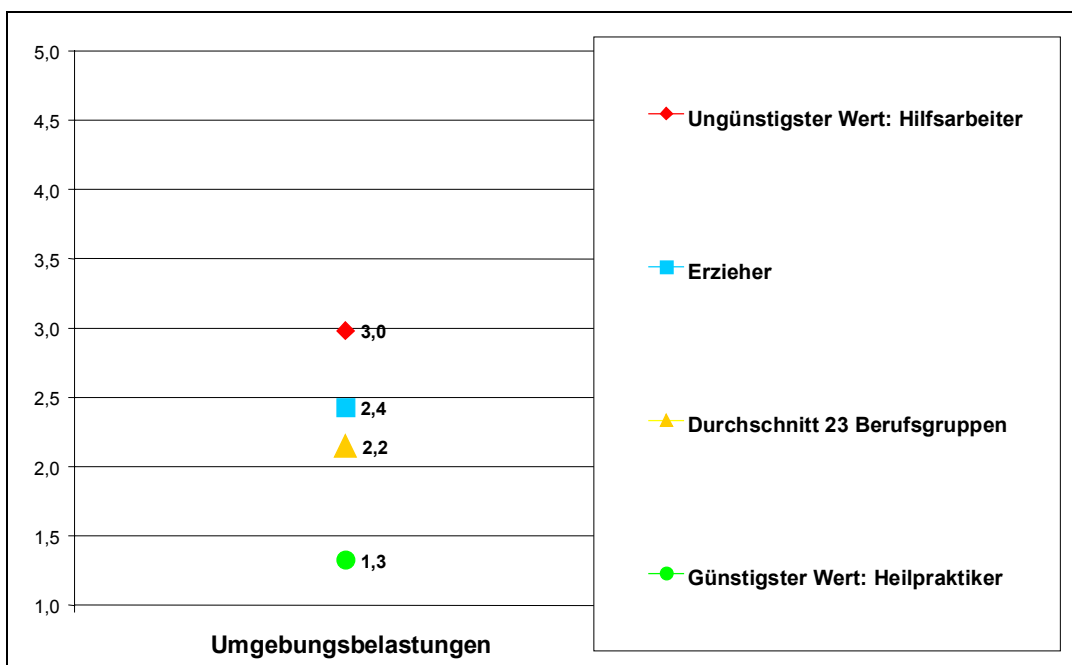 5,0
4,5
4,0
3,5
3,0
2,5
2,0
1,5
1,0
3,0
2,4
2,2
1,3
Umgebungsbelastungen
Ungünstigster Wert: Hilfsarbeiter
Erzieher
Durchschnitt 23 Berufsgruppen
Günstigster Wert: Heilpraktiker